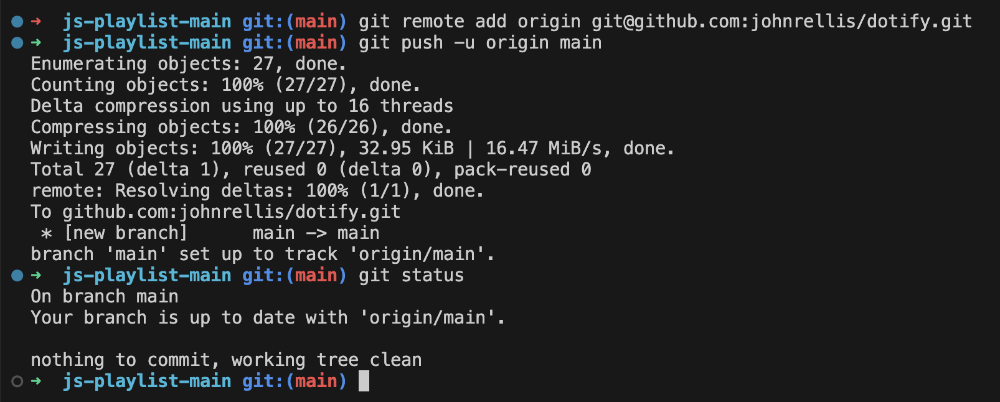 ➜  js-playlist-main git:(main) git remote add origin git@github.com:johnrellis/dotify.git
➜  js-playlist-main git:(main) git push -u origin main
Enumerating objects: 27, done.
Counting objects: 100% (27/27), done.
Delta compression using up to 16 threads
Compressing objects: 100% (26/26), done.
Writing objects: 100% (27/27), 32.95 KiB | 16.47 MiB/s, done.
Total 27 (delta 1), reused 0 (delta 0), pack-reused 0
remote: Resolving deltas: 100% (1/1), done.
To github.com:johnrellis/dotify.git
 * [new branch]      main -> main
branch 'main' set up to track 'origin/main'.
➜  js-playlist-main git:(main) git status
On branch main
Your branch is up to date with 'origin/main'.

nothing to commit, working tree clean
➜  js-playlist-main git:(main)